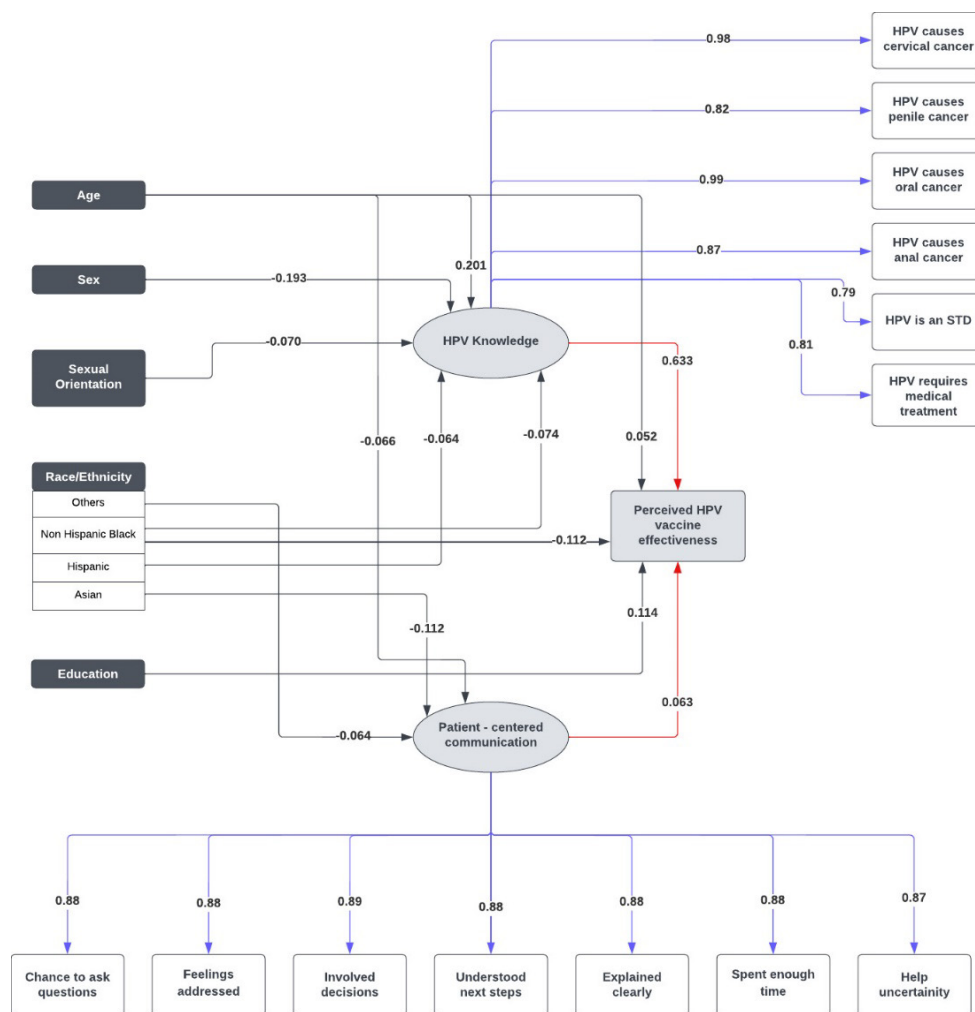 0.98
HPV causes
cervical cancer
0.82
HPV causes
penile cancer
Age
0.99
HPV causes
oral cancer
0.87
HPV causes
anal cancer
Sex
-0.193
0.201
0.79
HPV is an STD
HPV Knowledge
-0.070
Sexual
Orientation
0.633
0.81
HPV requires
medical
treatment
-0.066
-0.064
-0.074
0.052
Race/Ethnicity
Others
Non Hispanic Black
Hispanic
Asian
-0.112
Perceived HPV
vaccine
effectiveness
-0.112
0.114
Education
0.063
Patient - centered
communication
-0.064
0.88
0.88
0.89
0.88
0.88
0.88
0.87
Chance to ask
questions
Feelings
addressed
Involved
decisions
Understood
next steps
Explained
clearly
Spent enough
time
Help
uncertainity